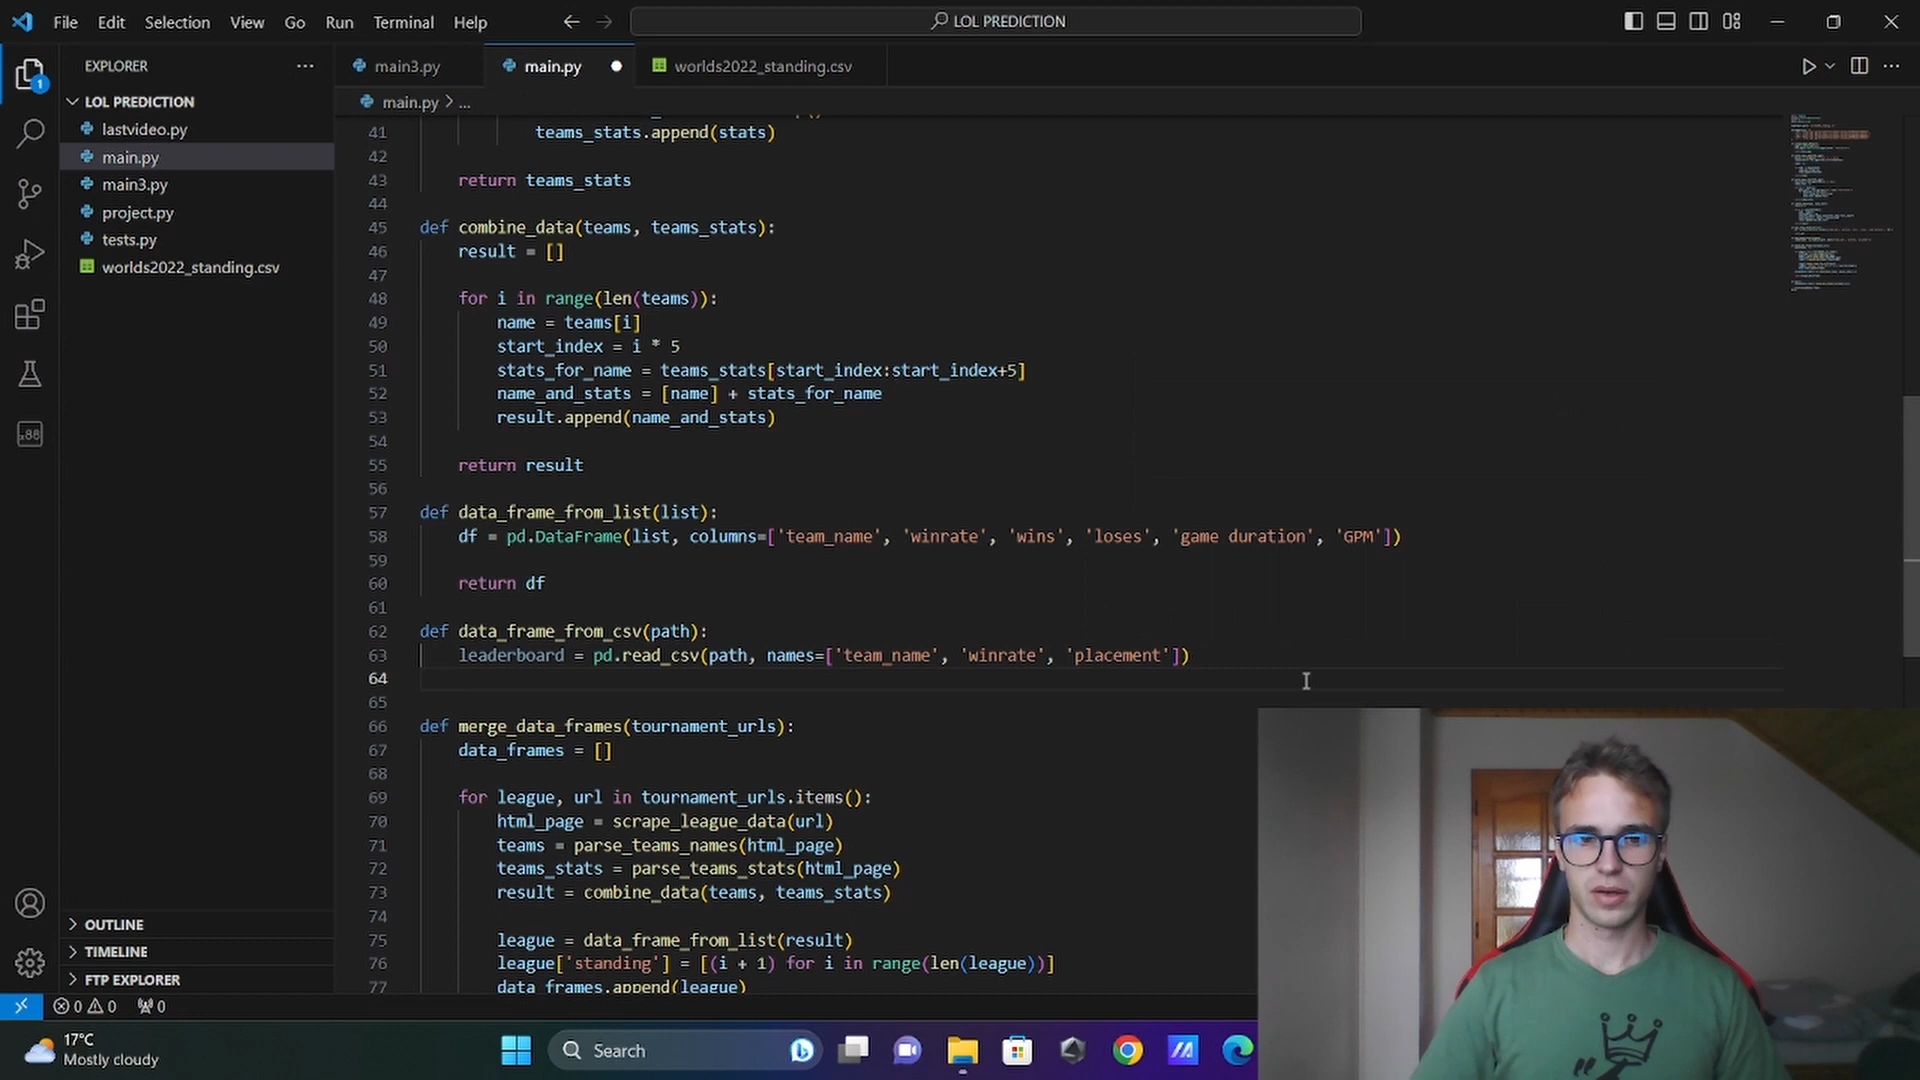 File Edit Selection View Go Run Terminal Help
LOL PREDICTION
EXPLORER
main3.py
main.py
worlds2022_standing.csv
LOL PREDICTION
main.py > ...
lastvideo.py
main.py
main3.py
project.py
tests.py
worlds2022_standing.csv
1
x88
41 teams_stats.append(stats)
42
43 return teams_stats
44
45 def combine_data(teams, teams_stats):
46 result = []
47
48 for i in range(len(teams)):
49 name = teams[i]
50 start_index = i * 5
51 stats_for_name = teams_stats[start_index:start_index+5]
52 name_and_stats = [name] + stats_for_name
53 result.append(name_and_stats)
54
55 return result
56
57 def data_frame_from_list(list):
58 df = pd.DataFrame(list, columns=['team_name', 'winrate', 'wins', 'loses', 'game duration', 'GPM'])
59
60 return df
61
62 def data_frame_from_csv(path):
63 leaderboard = pd.read_csv(path, names=['team_name', 'winrate', 'placement'])
64
65
66 def merge_data_frames(tournament_urls):
67 data_frames = []
68
69 for league, url in tournament_urls.items():
70 html_page = scrape_league_data(url)
71 teams = parse_teams_names(html_page)
72 teams_stats = parse_teams_stats(html_page)
73 result = combine_data(teams, teams_stats)
74
75 league = data_frame_from_list(result)
76 league['standing'] = [(i + 1) for i in range(len(league))]
77 data_frames.append(league)
OUTLINE
TIMELINE
FTP EXPLORER
0 0 0
17°C
Mostly cloudy
Search